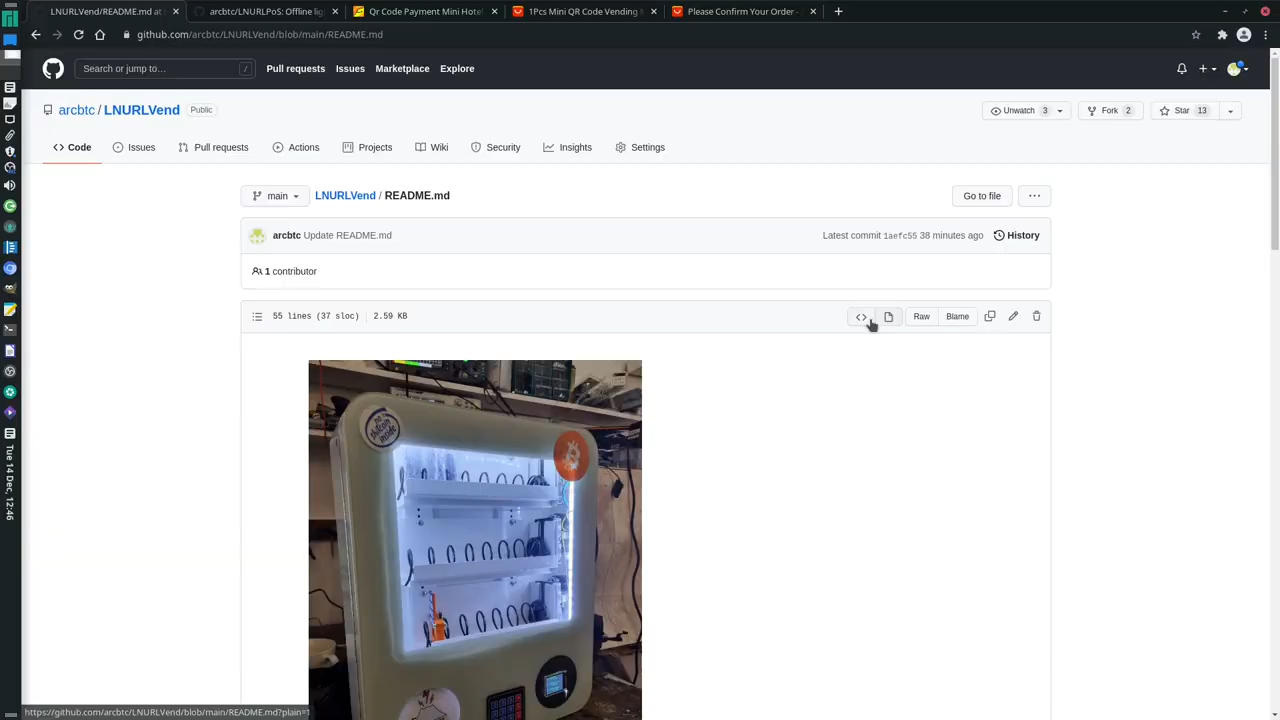 LNURLVend/README.md at
arcbtc/LNURLPoS: Offline lig
Qr Code Payment Mini Hotel
1Pcs Mini QR Code Vending
Please Confirm Your Order -
github.com/arcbtc/LNURLVend/blob/main/README.md
Search or jump to… /
Pull requests Issues Marketplace Explore
arcbtc / LNURLVend Public
Unwatch 3 Fork 2 Star 13
Code Issues Pull requests Actions Projects Wiki Security Insights Settings
main LNURLVend / README.md Go to file
arcbtc Update README.md Latest commit 1aefc55 38 minutes ago History
1 contributor
55 lines (37 sloc) 2.59 KB Raw Blame
Tue 14 Dec, 12:46
https://github.com/arcbtc/LNURLVend/blob/main/README.md?plain=1